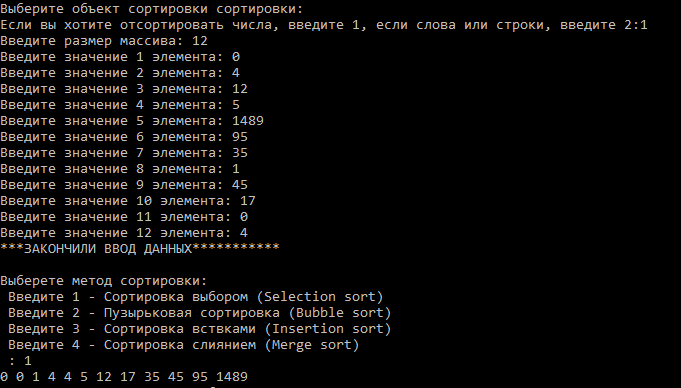 Выберите объект сортировки сортировки:
Если вы хотите отсортировать числа, введите 1, если слова или строки, введите 2:1
Введите размер массива: 12
Введите значение 1 элемента: 0
Введите значение 2 элемента: 4
Введите значение 3 элемента: 12
Введите значение 4 элемента: 5
Введите значение 5 элемента: 1489
Введите значение 6 элемента: 95
Введите значение 7 элемента: 35
Введите значение 8 элемента: 1
Введите значение 9 элемента: 45
Введите значение 10 элемента: 17
Введите значение 11 элемента: 0
Введите значение 12 элемента: 4
***ЗАКОНЧИЛИ ВВОД ДАННЫХ***********
Выберете метод сортировки:
Введите 1 - Сортировка выбором (Selection sort)
Введите 2 - Пузырьковая сортировка (Bubble sort)
Введите 3 - Сортировка вствками (Insertion sort)
Введите 4 - Сортировка слиянием (Merge sort)
: 1
0 0 1 4 4 5 12 17 35 45 95 1489